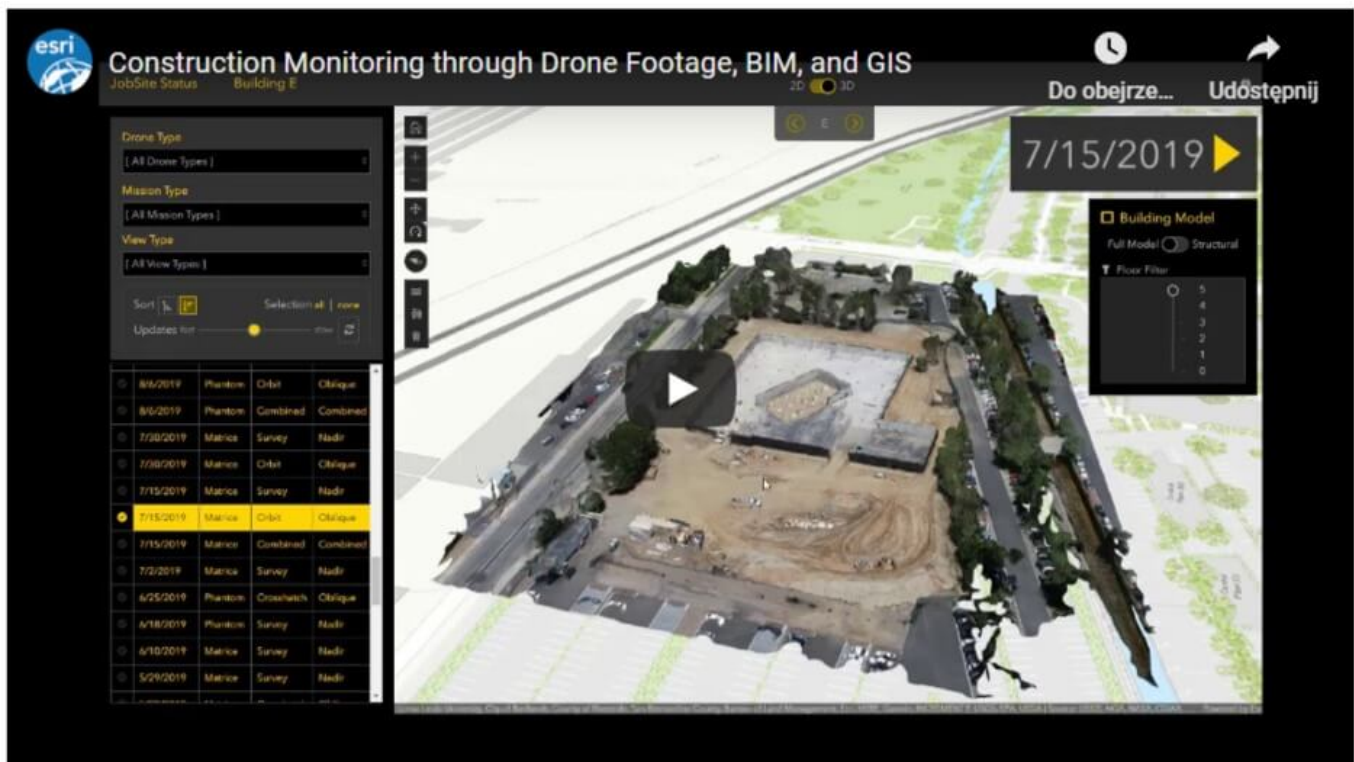 esri
Construction Monitoring through Drone Footage, BIM, and GIS
Do obejrze...
Udostępnij
JobSite Status
Building E
2D
3D
E
7/15/2019
Drone Type
[ All Drone Types ]
Mission Type
[ All Mission Types ]
View Type
[ All View Types ]
Sort
Selection all | none
Updates fast
slow
Building Model
Full Model
Structural
Floor Filter
5
4
3
2
1
0
8/6/2019 Phantom Orbit Oblique
8/6/2019 Phantom Combined Combined
7/30/2019 Matrice Survey Nadir
7/30/2019 Matrice Orbit Oblique
7/15/2019 Matrice Survey Nadir
7/15/2019 Matrice Orbit Oblique
7/15/2019 Matrice Combined Combined
7/2/2019 Matrice Survey Nadir
6/25/2019 Phantom Crosshatch Oblique
6/18/2019 Phantom Survey Nadir
6/10/2019 Matrice Survey Nadir
5/29/2019 Matrice Survey Nadir